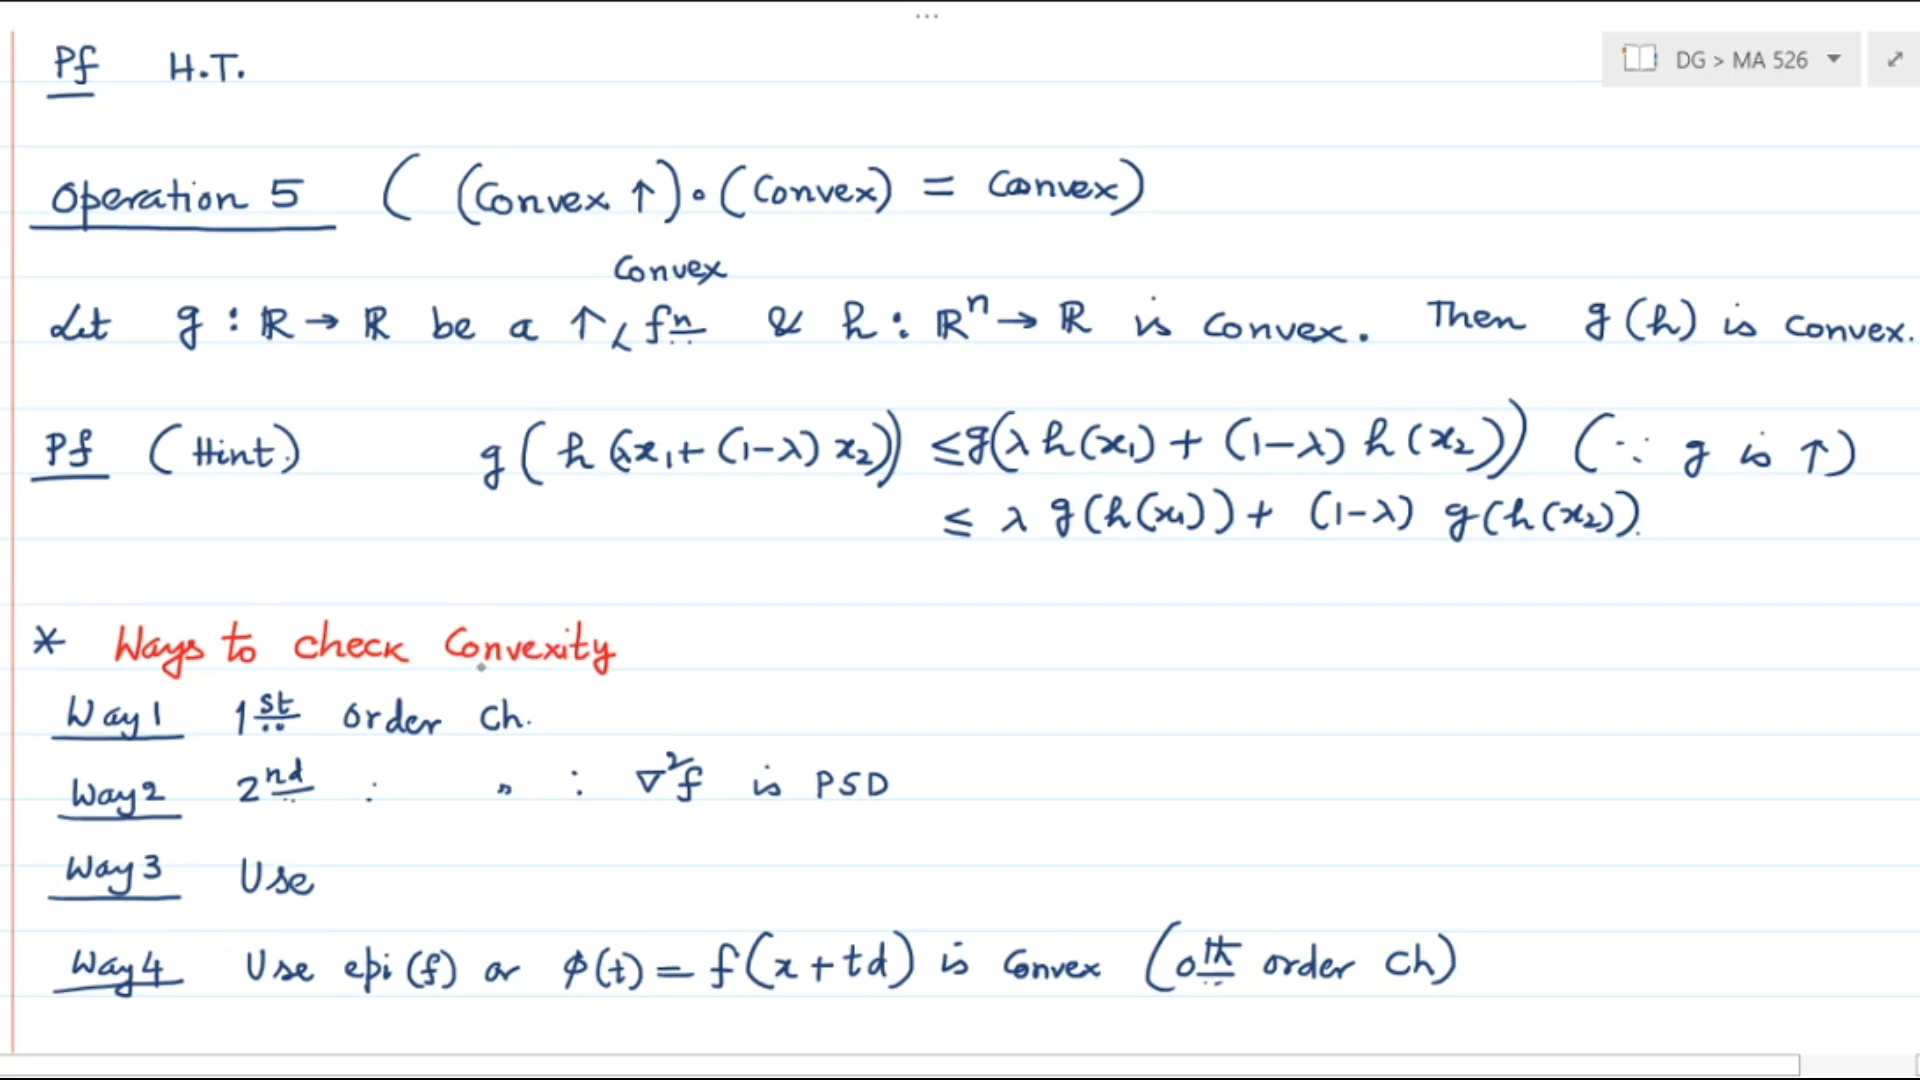 ...
Pf H.T.
DG > MA 526
Operation 5 ( (Convex ↑) ∘ (Convex) = Convex)
Convex
Let g : ℝ → ℝ be a ↑ fn & h : ℝⁿ → ℝ is convex. Then g(h) is convex.
Pf (Hint) g(h(λx₁+(1-λ)x₂)) ≤ g(λh(x₁) + (1-λ)h(x₂)) (∵ g is ↑)
≤ λ g(h(x₁)) + (1-λ) g(h(x₂)).
* Ways to check Convexity
Way 1 1st order ch.
Way 2 2nd : " : ∇²f is PSD
Way 3 Use
Way 4 Use epi(f) or ϕ(t) = f(x+td) is Convex (0th order Ch)